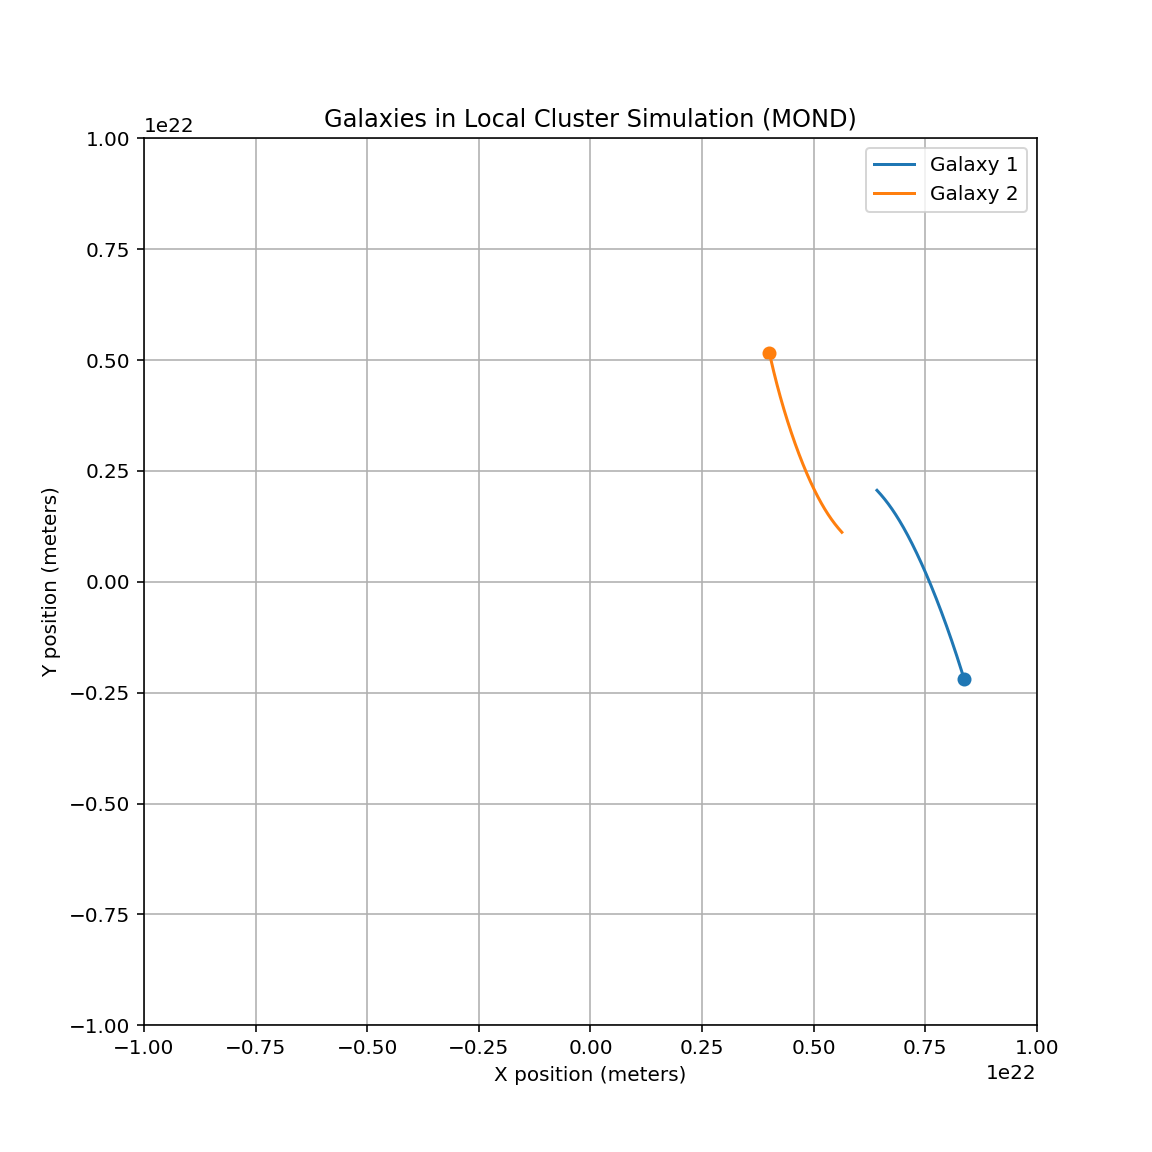 Galaxies in Local Cluster Simulation (MOND)
1e22
Galaxy 1
Galaxy 2
1.00
0.75
0.50
0.25
0.00
−0.25
−0.50
−0.75
−1.00
Y position (meters)
−1.00 −0.75 −0.50 −0.25 0.00 0.25 0.50 0.75 1.00
X position (meters)
1e22